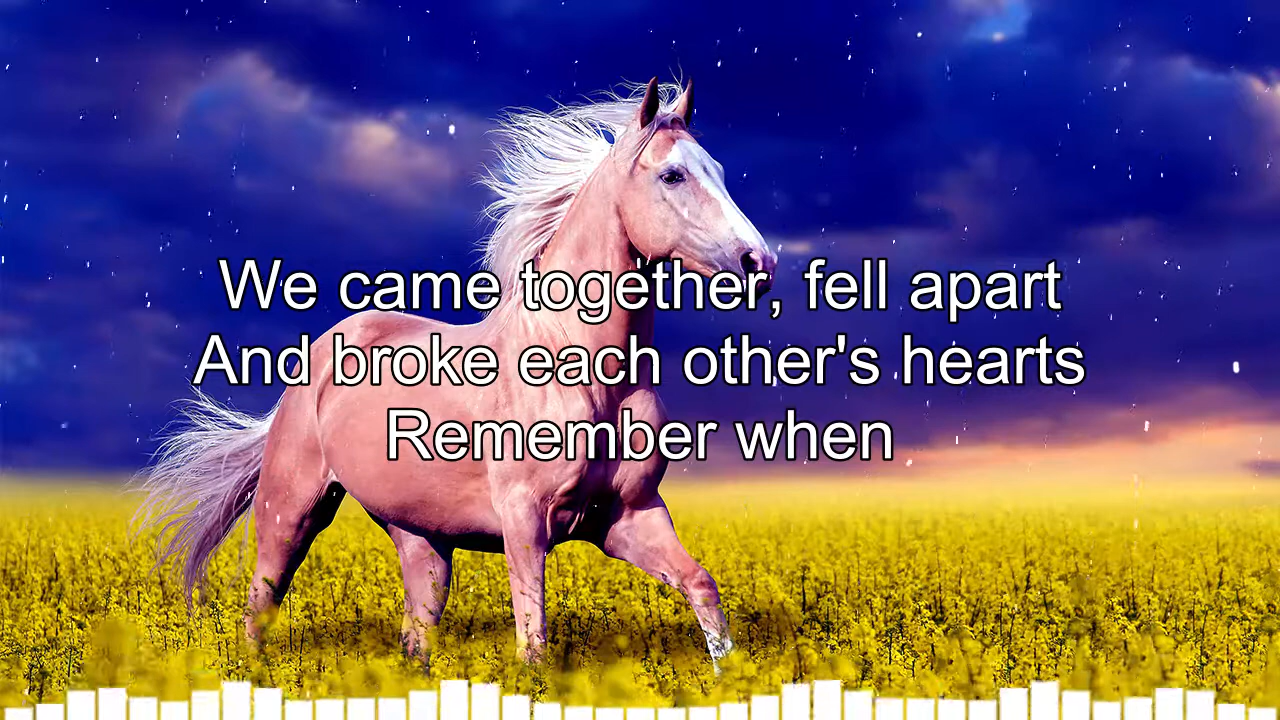 We came together, fell apart
And broke each other's hearts
Remember when